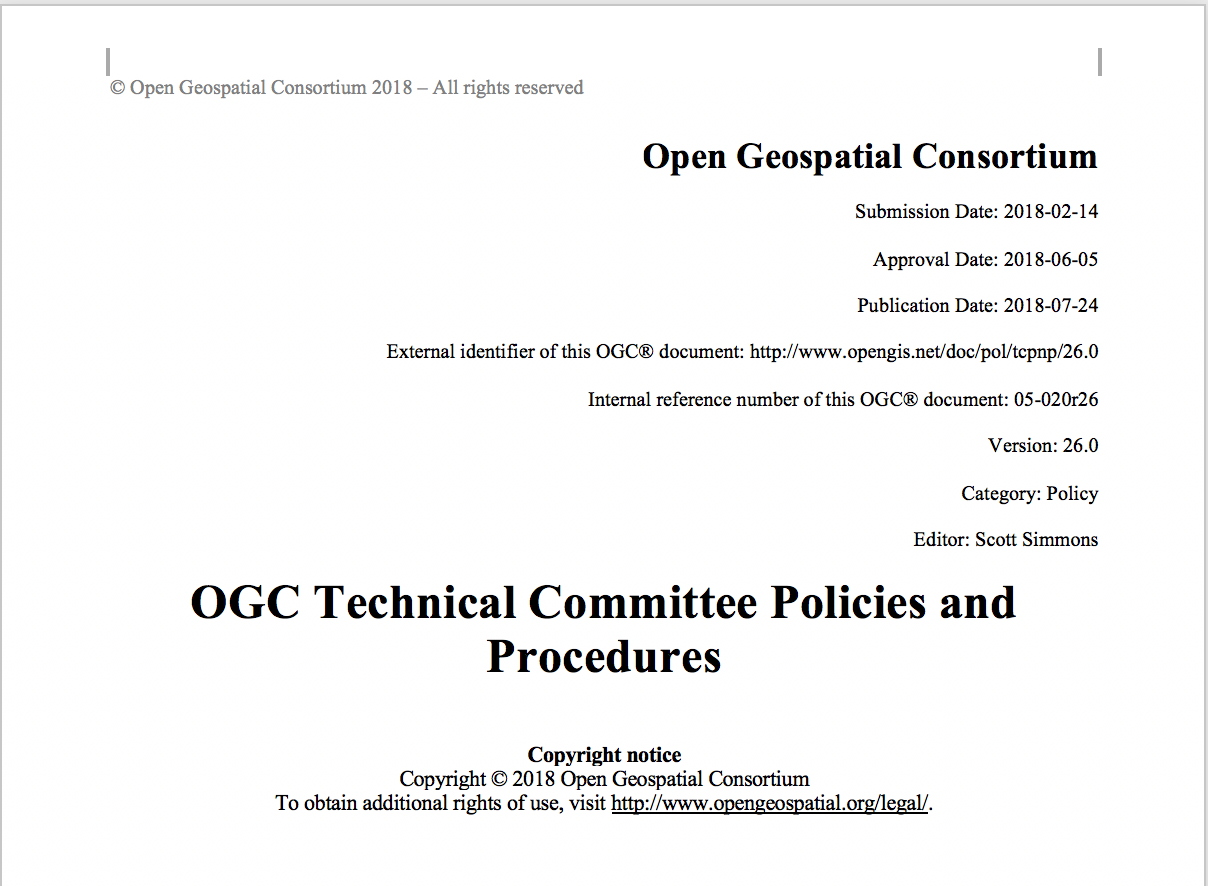 © Open Geospatial Consortium 2018 – All rights reserved
Open Geospatial Consortium
Submission Date: 2018-02-14
Approval Date: 2018-06-05
Publication Date: 2018-07-24
External identifier of this OGC® document: http://www.opengis.net/doc/pol/tcpnp/26.0
Internal reference number of this OGC® document: 05-020r26
Version: 26.0
Category: Policy
Editor: Scott Simmons
OGC Technical Committee Policies and
Procedures
Copyright notice
Copyright © 2018 Open Geospatial Consortium
To obtain additional rights of use, visit http://www.opengeospatial.org/legal/.